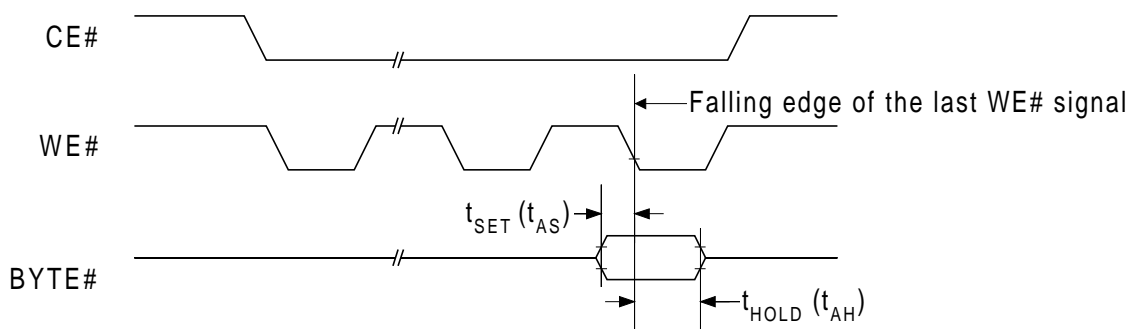 CE#
Falling edge of the last WE# signal
WE#
tSET (tAS)
BYTE#
tHOLD (tAH)